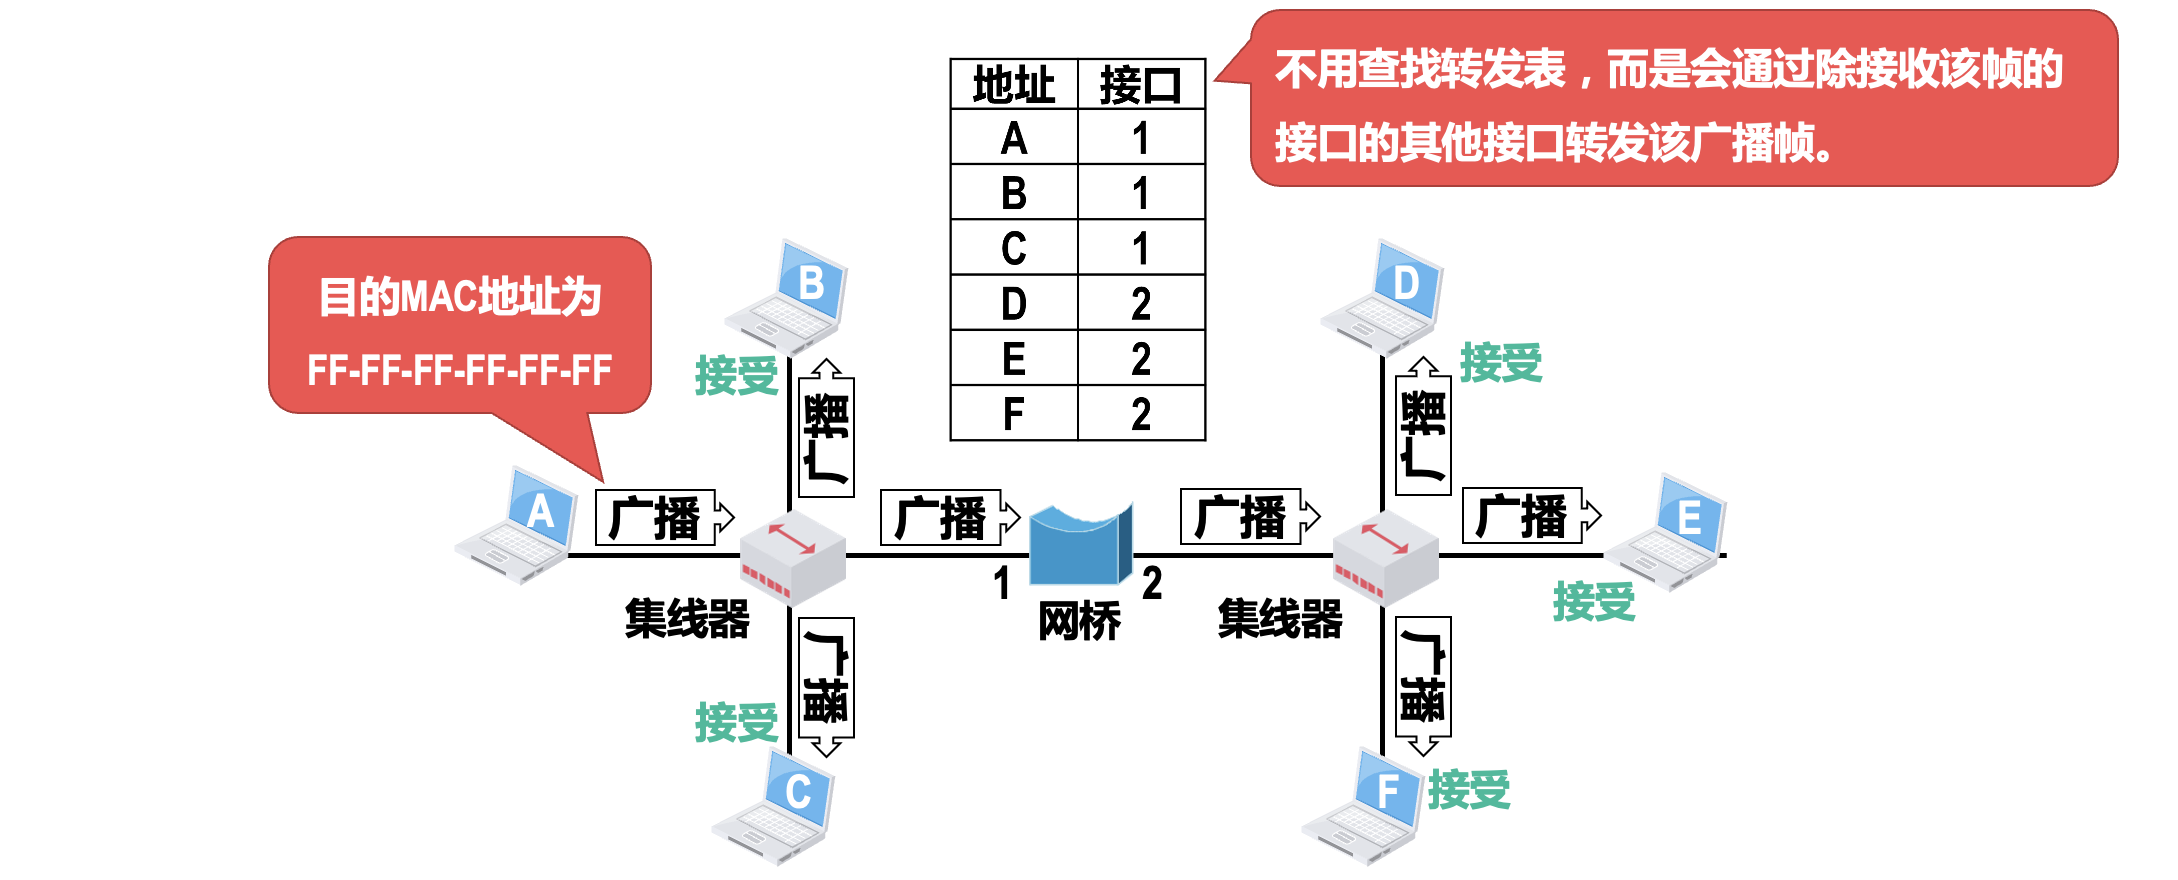 不用查找转发表，而是会通过除接收该帧的
接口的其他接口转发该广播帧。
地址 接口
A 1
B 1
C 1
D 2
E 2
F 2
目的MAC地址为
FF-FF-FF-FF-FF-FF
B
接受
广播
D
接受
广播
A
广播
广播
广播
广播
E
接受
1
2
集线器
网桥
集线器
广播
接受
C
广播
F
接受